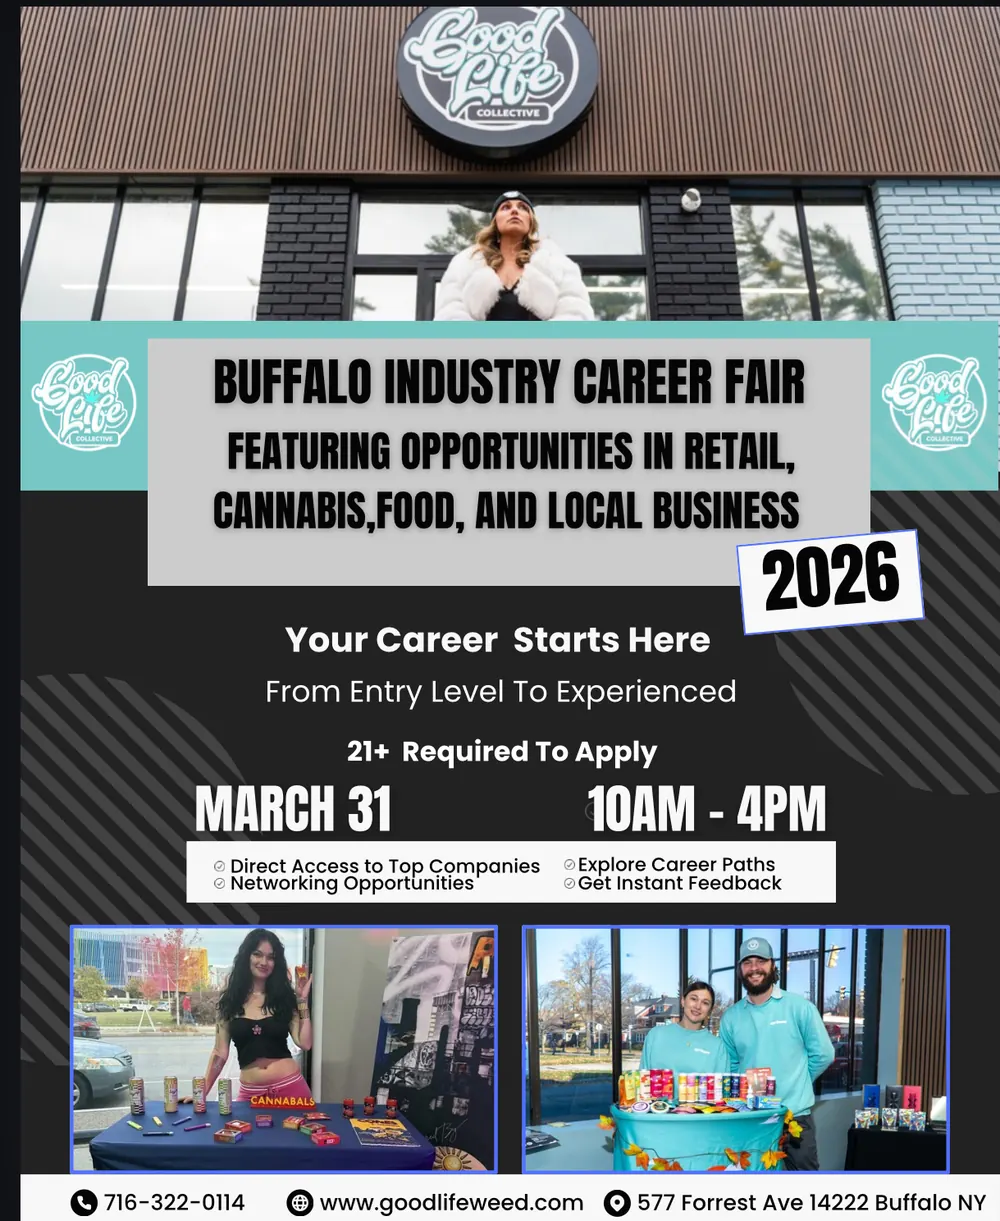 Good
Life
COLLECTIVE
Good
Life
COLLECTIVE
BUFFALO INDUSTRY CAREER FAIR
Good
Life
COLLECTIVE
FEATURING OPPORTUNITIES IN RETAIL,
CANNABIS,FOOD, AND LOCAL BUSINESS
2026
Your Career Starts Here
From Entry Level To Experienced
21+ Required To Apply
MARCH 31
10AM - 4PM
Direct Access to Top Companies
Networking Opportunities
Explore Career Paths
Get Instant Feedback
CANNABALS
716-322-0114
www.goodlifeweed.com
577 Forrest Ave 14222 Buffalo NY